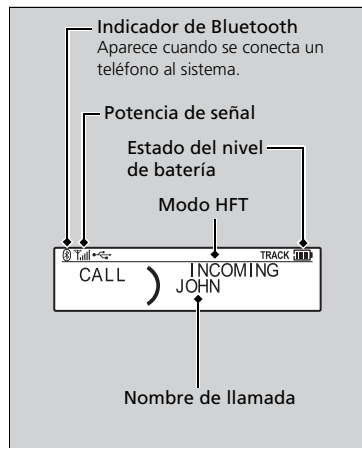 Indicador de Bluetooth
Aparece cuando se conecta un
teléfono al sistema.
Potencia de señal
Estado del nivel
de batería
Modo HFT
TRACK
CALL
INCOMING
JOHN
Nombre de llamada